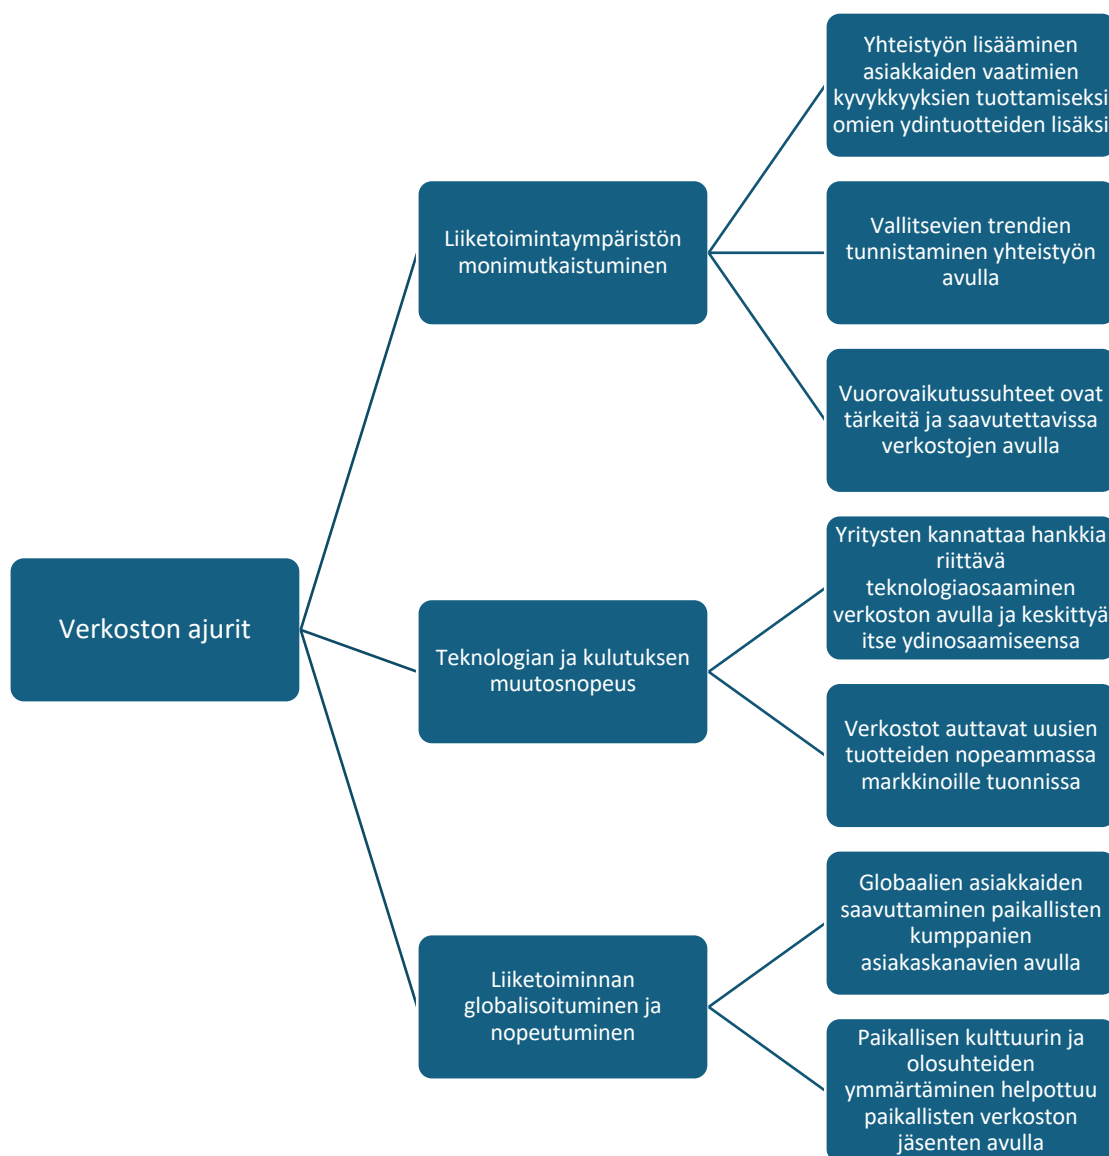 Verkoston ajurit
Liiketoimintaympäristön
monimutkaistuminen
Yhteistyön lisääminen
asiakkaiden vaatimien
kyvykkyyksien tuottamiseksi
omien ydintuotteiden lisäksi
Vallitsevien trendien
tunnistaminen yhteistyön
avulla
Vuorovaikutussuhteet ovat
tärkeitä ja saavutettavissa
verkostojen avulla
Teknologian ja kulutuksen
muutosnopeus
Yritysten kannattaa hankkia
riittävä
teknologiaosaaminen
verkoston avulla ja keskittyä
itse ydinosaamiseensa
Verkostot auttavat uusien
tuotteiden nopeammassa
markkinoille tuonnissa
Liiketoiminnan
globalisoituminen ja
nopeutuminen
Globaalien asiakkaiden
saavuttaminen paikallisten
kumppanien
asiakaskanavien avulla
Paikallisen kulttuurin ja
olosuhteiden
ymmärtäminen helpottuu
paikallisten verkoston
jäsenten avulla